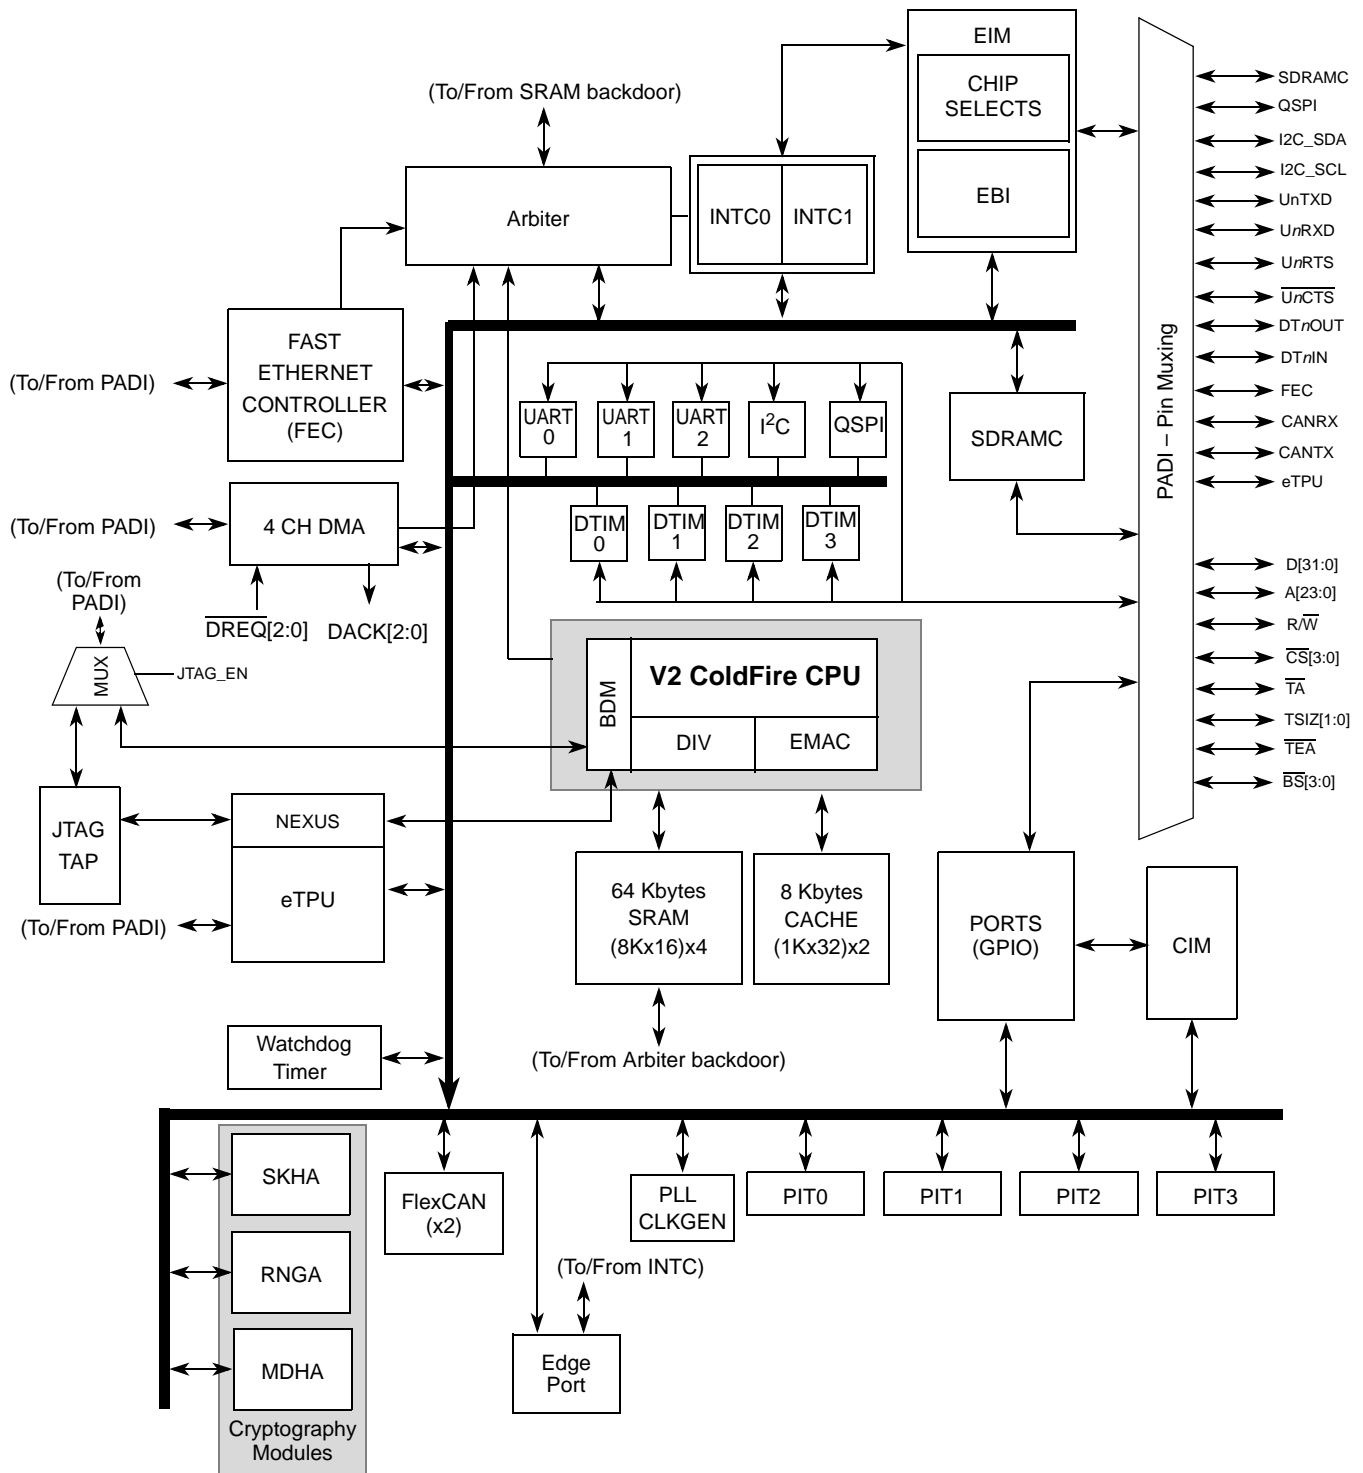 EIM
CHIP
SELECTS
EBI
(To/From SRAM backdoor)
Arbiter
INTC0
INTC1
SDRAMC
QSPI
I2C_SDA
I2C_SCL
UnTXD
UnRXD
UnRTS
UnCTS
DTnOUT
DTnIN
FEC
CANRX
CANTX
eTPU
D[31:0]
A[23:0]
R/W
CS[3:0]
TA
TSIZ[1:0]
TEA
BS[3:0]
PADI – Pin Muxing
(To/From PADI)
FAST
ETHERNET
CONTROLLER
(FEC)
UART
0
UART
1
UART
2
I²C
QSPI
SDRAMC
(To/From PADI)
4 CH DMA
DTIM
0
DTIM
1
DTIM
2
DTIM
3
DREQ[2:0]
DACK[2:0]
(To/From
PADI)
MUX
JTAG_EN
BDM
V2 ColdFire CPU
DIV
EMAC
JTAG
TAP
NEXUS
eTPU
(To/From PADI)
64 Kbytes
SRAM
(8Kx16)x4
8 Kbytes
CACHE
(1Kx32)x2
PORTS
(GPIO)
CIM
(To/From Arbiter backdoor)
Watchdog
Timer
SKHA
RNGA
MDHA
Cryptography
Modules
FlexCAN
(x2)
PLL
CLKGEN
PIT0
PIT1
PIT2
PIT3
(To/From INTC)
Edge
Port